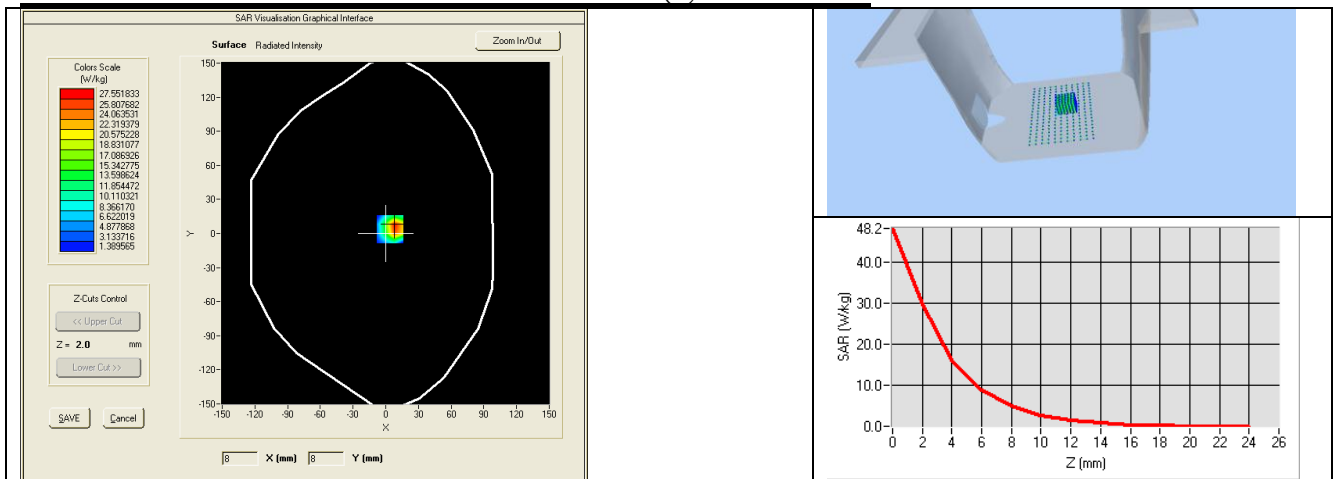 SAR Visualisation Graphical Interface
Surface Radiated Intensity
Zoom In/Out
Colors Scale
(W/kg)
27.551833
25.807682
24.063531
22.319379
20.575228
18.831077
17.086926
15.342775
13.598624
11.854472
10.110321
8.366170
6.622019
4.877868
3.133716
1.389565
Z-Cuts Control
<< Upper Cut
Z = 2.0 mm
Lower Cut >>
SAVE Cancel
150-
120-
90-
60-
30-
Y 0-
-30-
-60-
-90-
-120-
-150-
-150 -120 -90 -60 -30 0 30 60 90 120 150
X
8 X (mm) 8 Y (mm)
48.2-
40.0-
30.0-
20.0-
10.0-
0.0-
SAR (W/kg)
0 2 4 6 8 10 12 14 16 18 20 22 24 26
Z (mm)